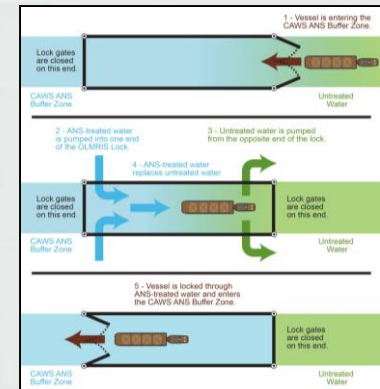 1 - Vessel is entering the
CAWS ANS Buffer Zone.
Lock gates
are closed
on this end.
CAWS ANS
Buffer Zone
Untreated
Water
2 - ANS-treated water
is pumped into one end
of the GLMRIS Lock.
3 - Untreated water is pumped
from the opposite end of the lock.
4 - ANS-treated water
replaces untreated water.
Lock gates
are closed
on this end.
Lock gates
are closed
on this end.
CAWS ANS
Buffer Zone
Untreated
Water
5 - Vessel is locked through
ANS-treated water and enters
the CAWS ANS Buffer Zone.
Lock gates
are closed
on this end.
CAWS ANS
Buffer Zone
Untreated
Water